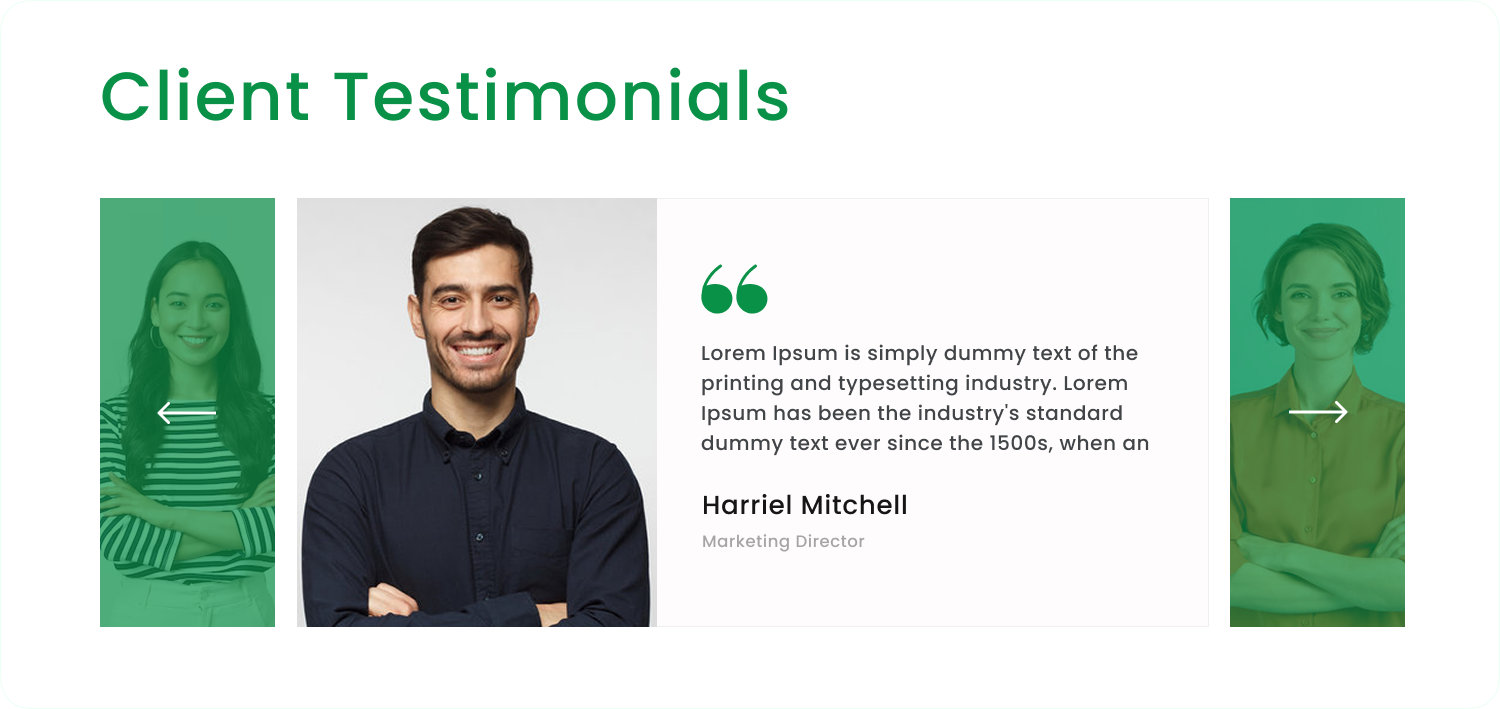 Client Testimonials
Lorem Ipsum is simply dummy text of the
printing and typesetting industry. Lorem
Ipsum has been the industry's standard
dummy text ever since the 1500s, when an
Harriel Mitchell
Marketing Director